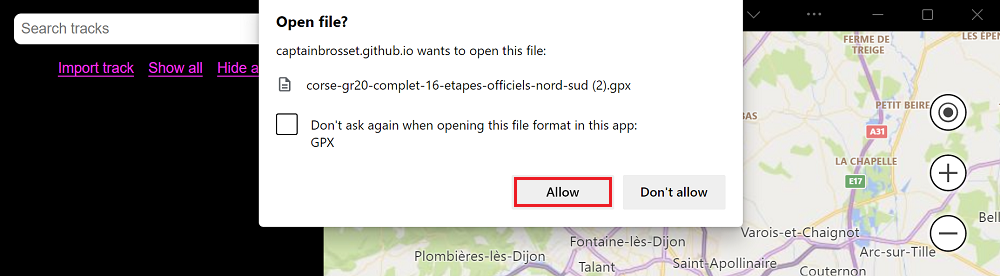 Search tracks
Import track Show all Hide a
Open file?
captainbrosset.github.io wants to open this file:
corse-gr20-complet-16-etapes-officiels-nord-sud (2).gpx
Don't ask again when opening this file format in this app:
GPX
Allow Don't allow
FERME DE
TREIGE
LES ÉPEN
PETIT BEIRE
A31
LA CHAPELLE
E17
Bell
Varois-et-Chaignot
Arc-sur-Tille
Fontaine-lès-Dijon
Plombières-lès-Dijon
Saint-Apollinaire
Talant
Couternon